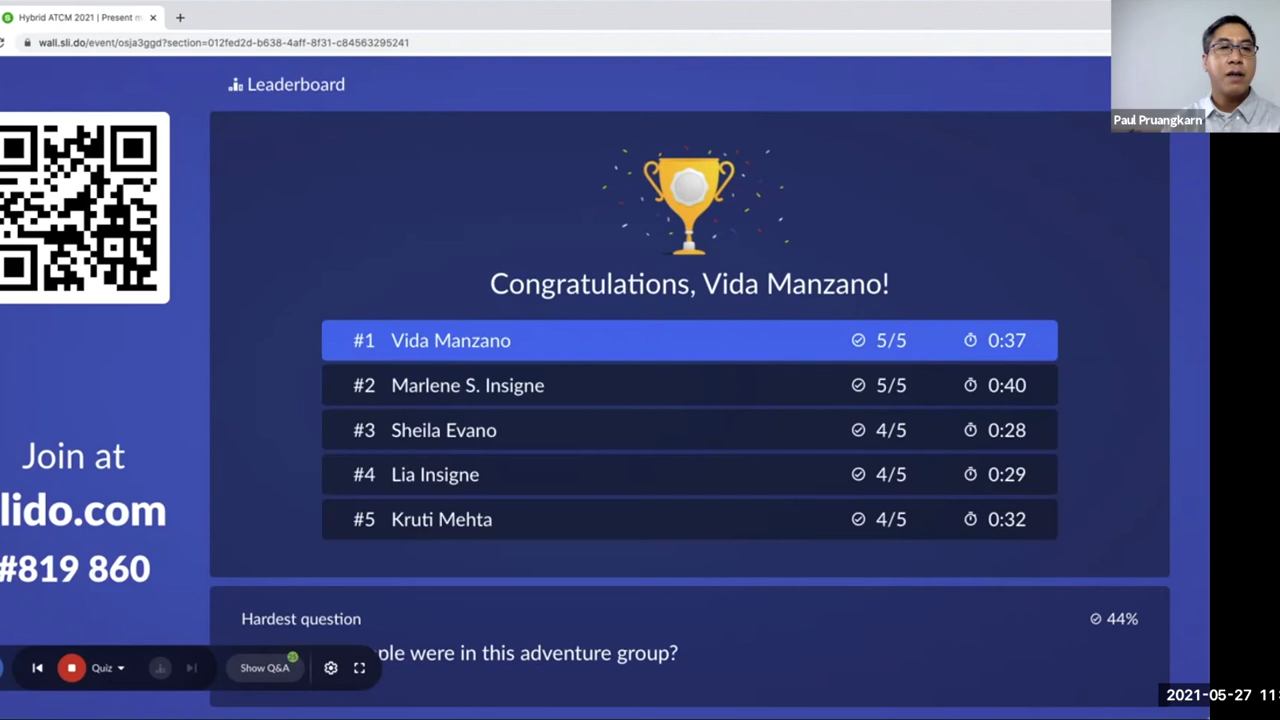 Hybrid ATCM 2021 | Present m
wall.sli.do/event/osja3ggd?section=012fed2d-b638-4aff-8f31-c84563295241
Leaderboard
Paul Pruangkarn
Congratulations, Vida Manzano!
#1 Vida Manzano 5/5 0:37
#2 Marlene S. Insigne 5/5 0:40
#3 Sheila Evano 4/5 0:28
#4 Lia Insigne 4/5 0:29
#5 Kruti Mehta 4/5 0:32
Join at
lido.com
#819 860
Hardest question 44%
ple were in this adventure group?
Quiz
Show Q&A
2021-05-27 11: